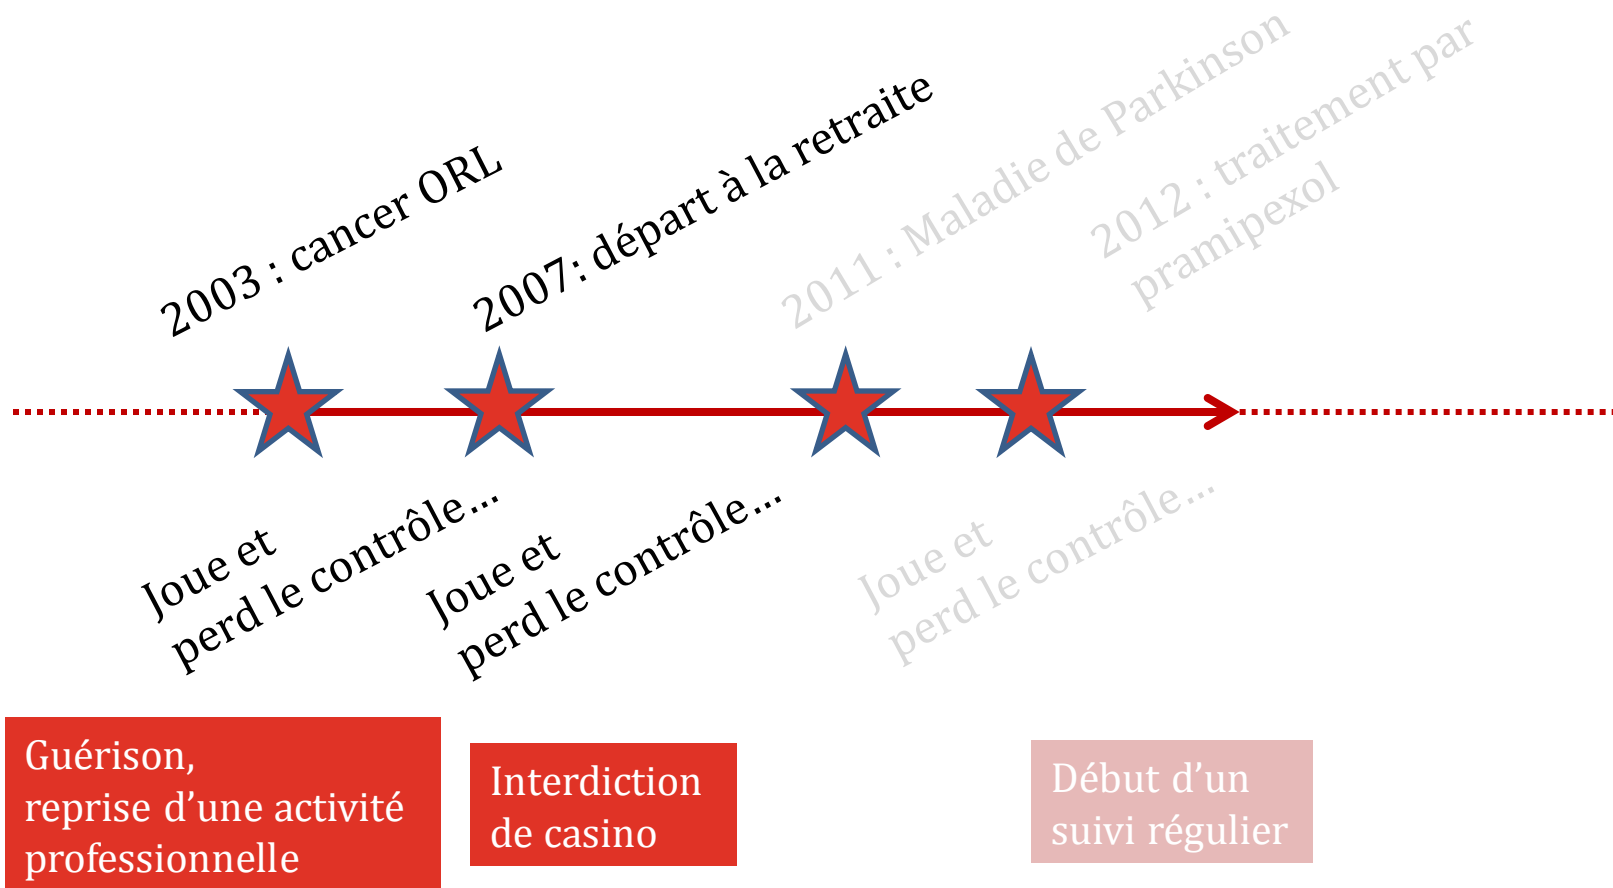 2003 : cancer ORL
2007: départ à la retraite
2011 : Maladie de Parkinson
2012 : traitement par
pramipexol
Joue et
perd le contrôle…
Joue et
perd le contrôle…
Joue et
perd le contrôle…
Guérison,
reprise d’une activité
professionnelle
Interdiction
de casino
Début d’un
suivi régulier